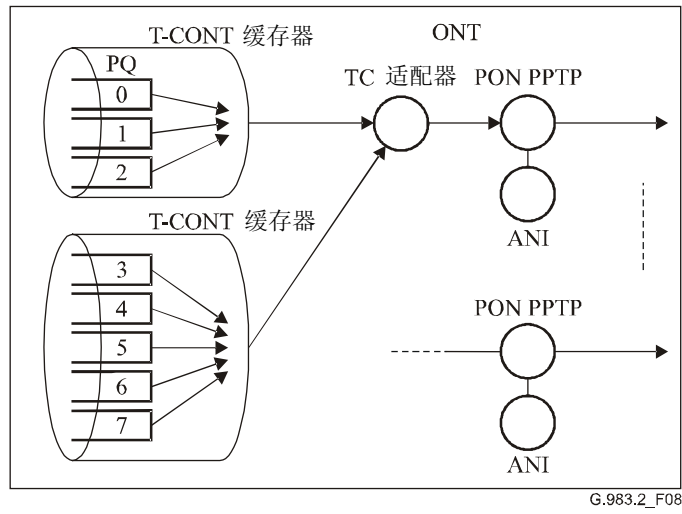 T-CONT 缓存器
ONT
PQ
0
1
2
TC 适配器
PON PPTP
ANI
T-CONT 缓存器
3
4
5
6
7
PON PPTP
ANI
G.983.2_F08